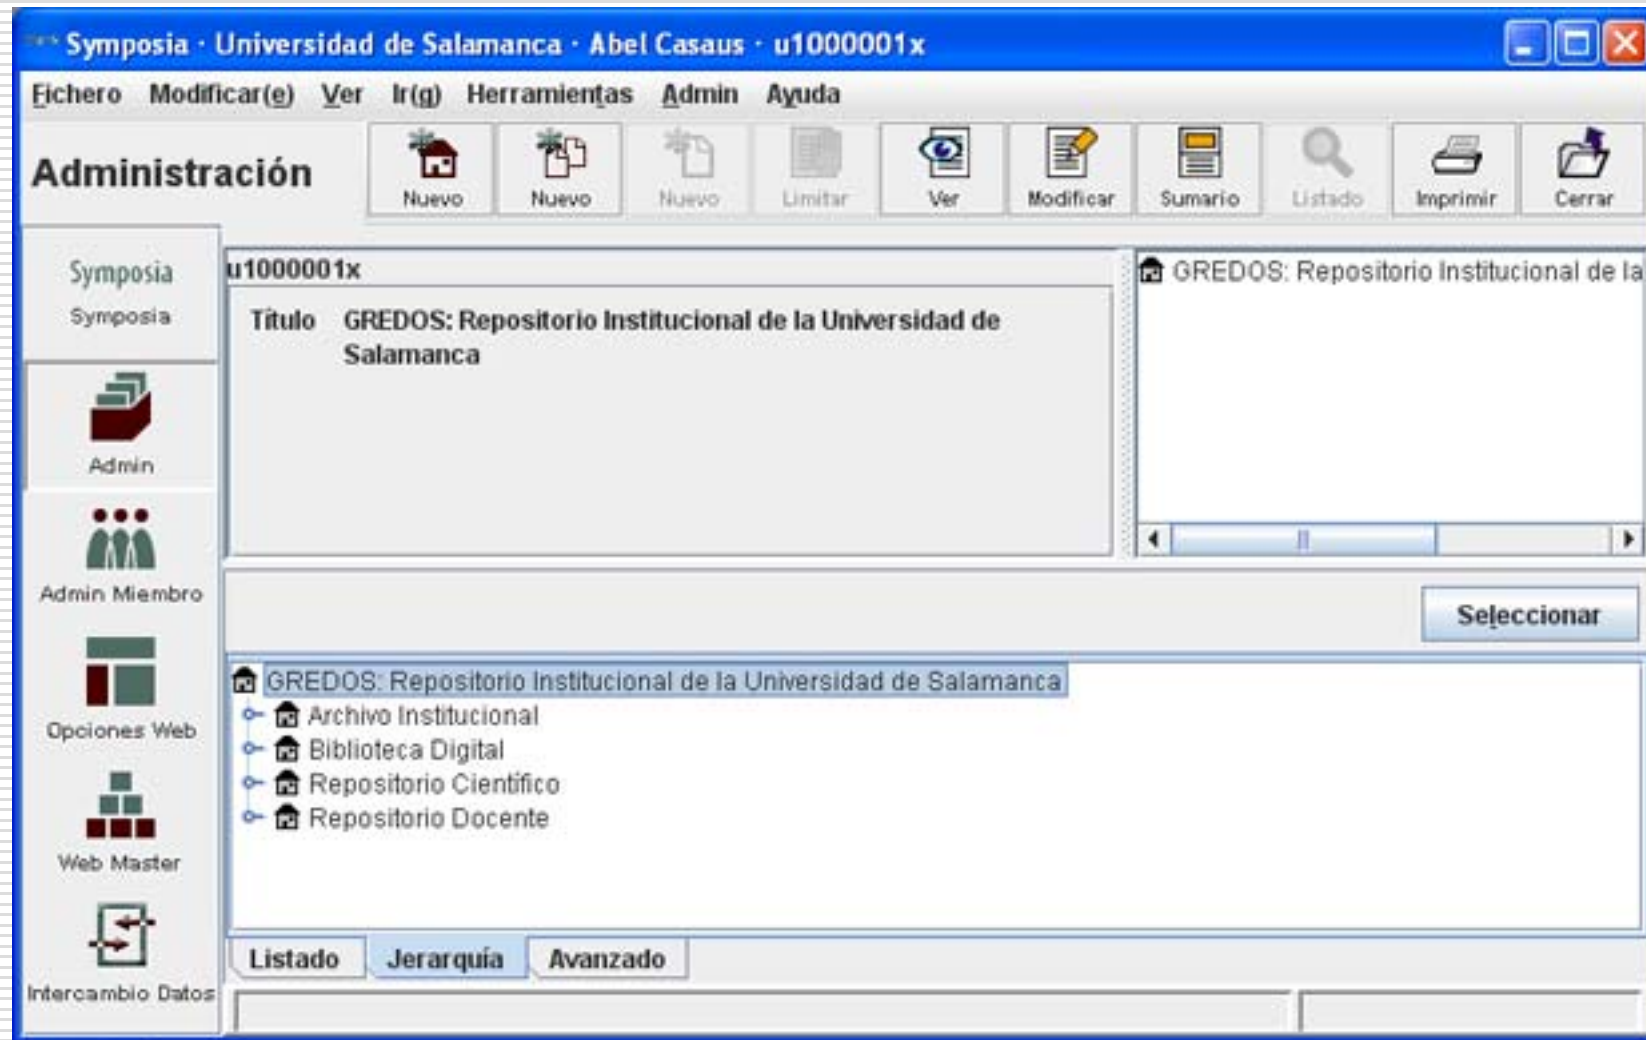 Symposia · Universidad de Salamanca · Abel Casaus · u1000001x
Fichero Modificar(e) Ver Ir(g) Herramientas Admin Ayuda
Administración
Nuevo Nuevo Nuevo Limitar Ver Modificar Sumario Listado Imprimir Cerrar
Symposia
Symposia
Admin
Admin Miembro
Opciones Web
Web Master
Intercambio Datos
u1000001x
Título GREDOS: Repositorio Institucional de la Universidad de
Salamanca
GREDOS: Repositorio Institucional de la
Seleccionar
GREDOS: Repositorio Institucional de la Universidad de Salamanca
Archivo Institucional
Biblioteca Digital
Repositorio Científico
Repositorio Docente
Listado Jerarquía Avanzado